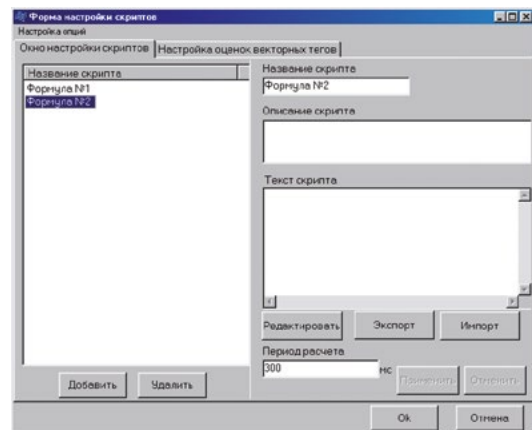 Форма настройки скриптов
Настройка опций
Окно настройки скриптов Настройка оценок векторных тегов
Название скрипта
Формула №1
Формула №2
Добавить Удалить
Название скрипта
Формула №2
Описание скрипта
Текст скрипта
Редактировать Экспорт Импорт
Период расчета
300 мс
Применить Отменить
Ok Отмена